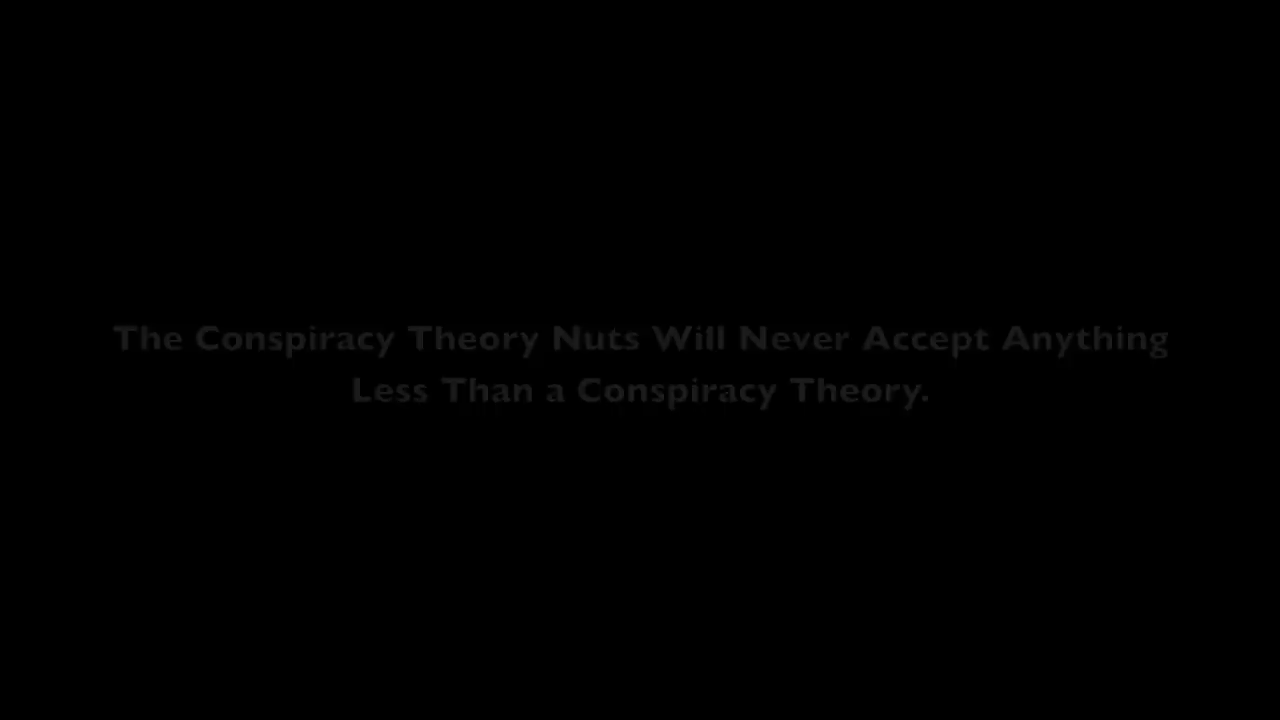 The Conspiracy Theory Nuts Will Never Accept Anything
Less Than a Conspiracy Theory.